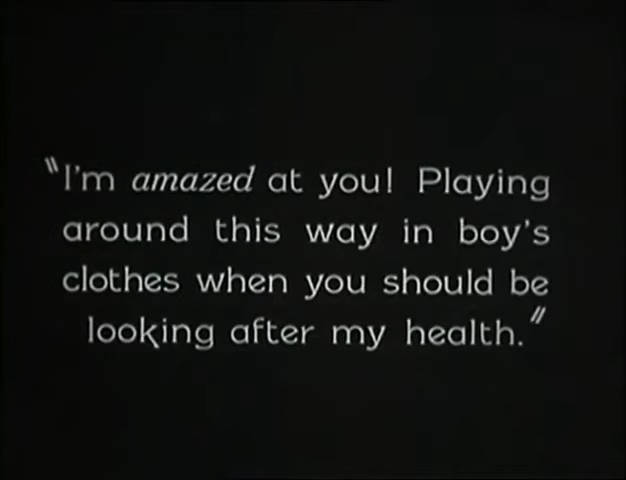 "I'm amazed at you! Playing
around this way in boy's
clothes when you should be
looking after my health."